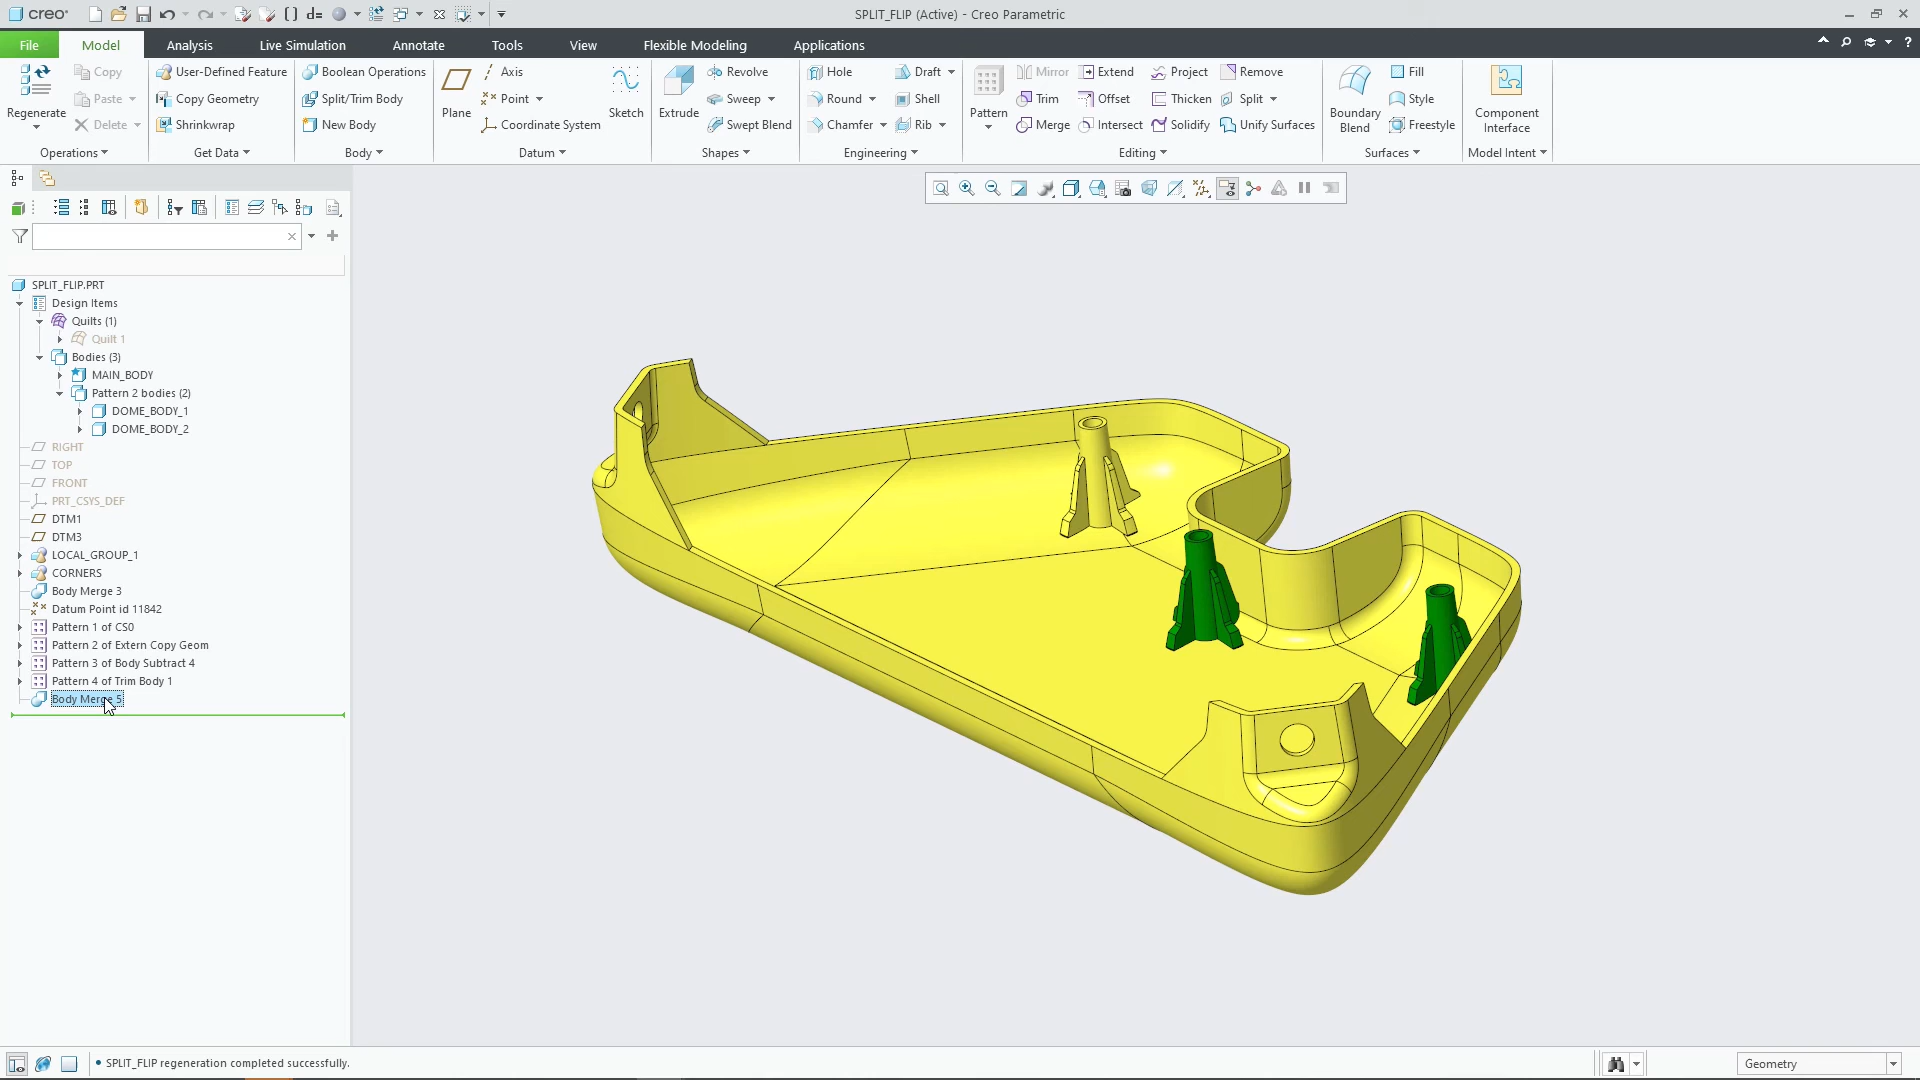 creo
d=
SPLIT_FLIP (Active) - Creo Parametric
File
Model
Analysis
Live Simulation
Annotate
Tools
View
Flexible Modeling
Applications
Regenerate
Copy
Paste
Delete
Operations
User-Defined Feature
Copy Geometry
Shrinkwrap
Get Data
Boolean Operations
Split/Trim Body
New Body
Body
Plane
Axis
Point
Coordinate System
Sketch
Datum
Extrude
Revolve
Sweep
Swept Blend
Shapes
Hole
Round
Chamfer
Draft
Shell
Rib
Engineering
Pattern
Mirror
Trim
Merge
Extend
Offset
Intersect
Project
Thicken
Solidify
Remove
Split
Unify Surfaces
Editing
Boundary
Blend
Fill
Style
Freestyle
Surfaces
Component
Interface
Model Intent
SPLIT_FLIP.PRT
Design Items
Quilts (1)
Quilt 1
Bodies (3)
MAIN_BODY
Pattern 2 bodies (2)
DOME_BODY_1
DOME_BODY_2
RIGHT
TOP
FRONT
PRT_CSYS_DEF
DTM1
DTM3
LOCAL_GROUP_1
CORNERS
Body Merge 3
Datum Point id 11842
Pattern 1 of CS0
Pattern 2 of Extern Copy Geom
Pattern 3 of Body Subtract 4
Pattern 4 of Trim Body 1
Body Merge 5
• SPLIT_FLIP regeneration completed successfully.
Geometry